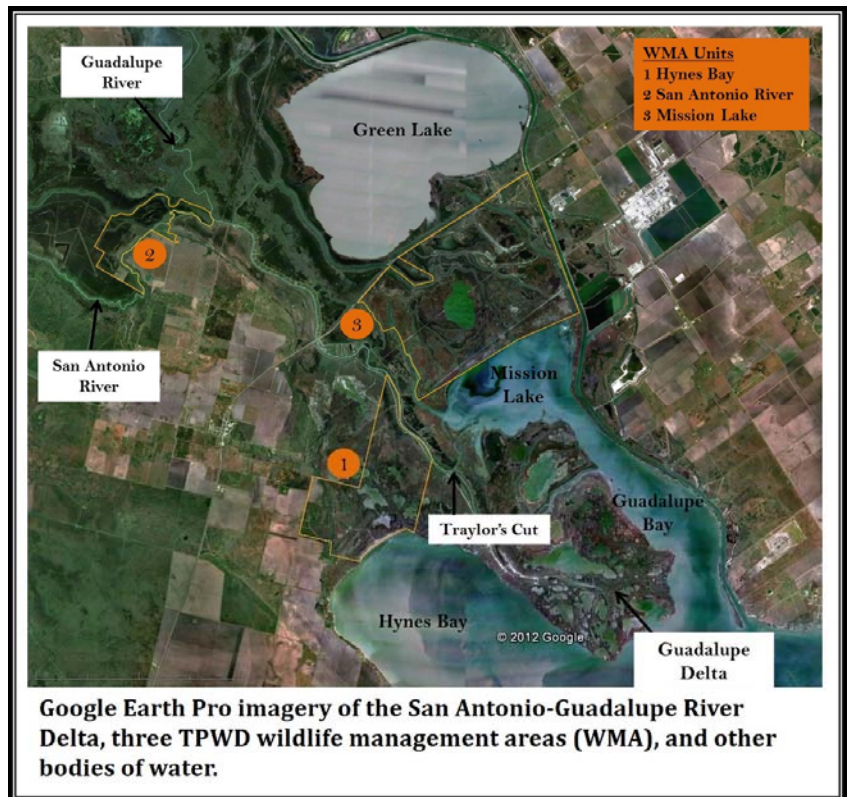 Guadalupe
River
WMA Units
1 Hynes Bay
2 San Antonio River
3 Mission Lake
Green Lake
2
San Antonio
River
3
Mission
Lake
1
Traylor's Cut
Guadalupe
Bay
Hynes Bay
© 2012 Google
Guadalupe
Delta
Google Earth Pro imagery of the San Antonio-Guadalupe River
Delta, three TPWD wildlife management areas (WMA), and other
bodies of water.